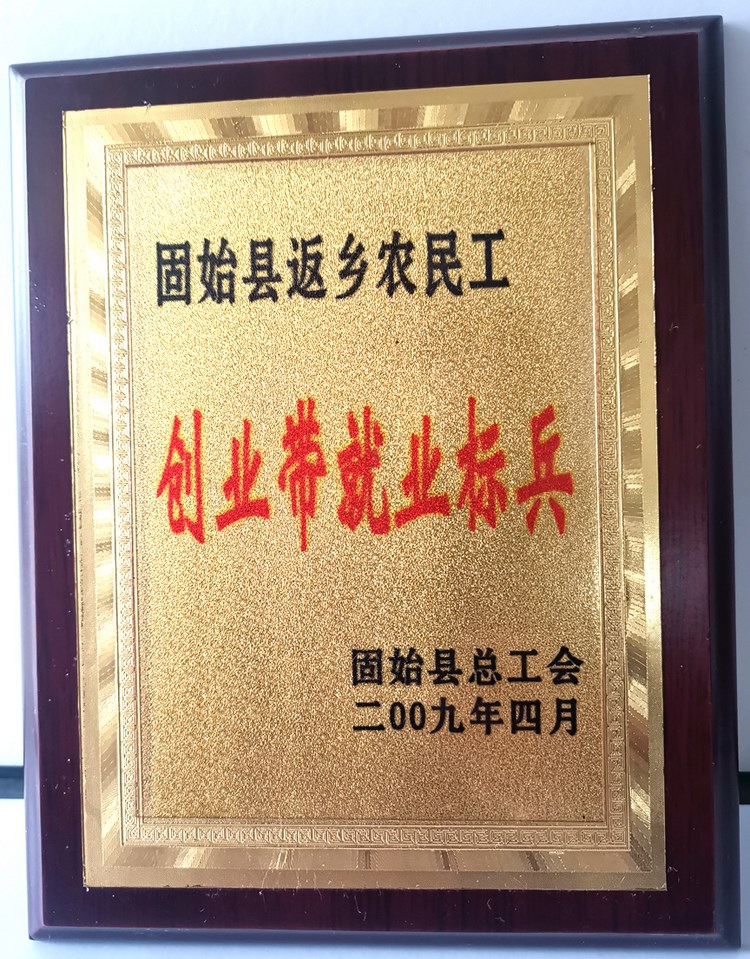 固始县返乡农民工
创业带就业标兵
固始县总工会
二00九年四月